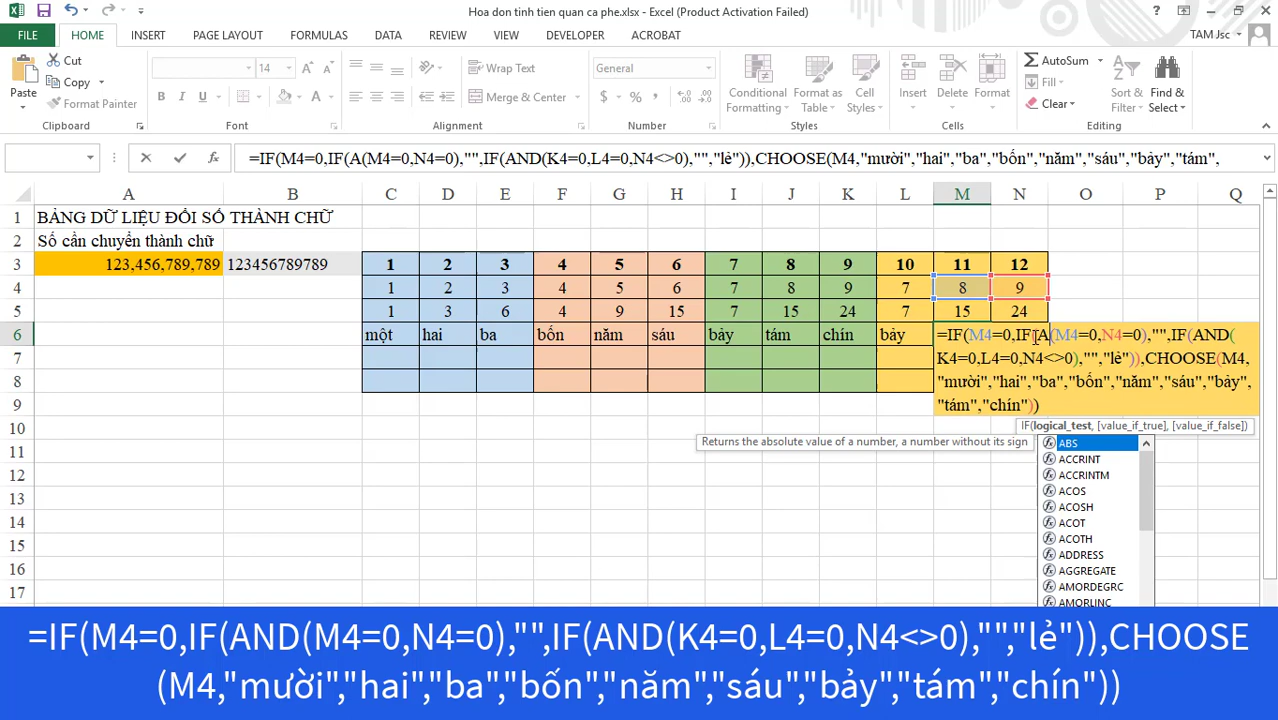 Hoa don tinh tien quan ca phe.xlsx - Excel (Product Activation Failed)
FILE HOME INSERT PAGE LAYOUT FORMULAS DATA REVIEW VIEW DEVELOPER ACROBAT TAM Jsc
Paste
Cut
Copy
Format Painter
Clipboard
14 A A
B I U
Font
Wrap Text
Merge & Center
Alignment
General
$ % ,
Number
Conditional Formatting
Format as Table
Cell Styles
Styles
Insert Delete Format
Cells
AutoSum
Fill
Clear
Sort & Filter
Find & Select
Editing
fx =IF(M4=0,IF(A(M4=0,N4=0),"",IF(AND(K4=0,L4=0,N4<>0),"","lẻ")),CHOOSE(M4,"mười","hai","ba","bốn","năm","sáu","bảy","tám",
A B C D E F G H I J K L M N O P Q
1 BẢNG DỮ LIỆU ĐỔI SỐ THÀNH CHỮ
2 Số cần chuyển thành chữ
3 123,456,789,789 123456789789 1 2 3 4 5 6 7 8 9 10 11 12
4 1 2 3 4 5 6 7 8 9 7 8 9
5 1 3 6 4 9 15 7 15 24 7 15 24
6 một hai ba bốn năm sáu bảy tám chín bảy =IF(M4=0,IF(A(M4=0,N4=0),"",IF(AND(
7 K4=0,L4=0,N4<>0),"","lẻ")),CHOOSE(M4,
8 "mười","hai","ba","bốn","năm","sáu","bảy",
9 "tám","chín"))
10 IF(logical_test, [value_if_true], [value_if_false])
Returns the absolute value of a number, a number without its sign
ABS
11 ACCRINT
12 ACCRINTM
ACOS
13 ACOSH
14 ACOT
ACOTH
15 ADDRESS
16 AGGREGATE
AMORDEGRC
17 AMORLINC
=IF(M4=0,IF(AND(M4=0,N4=0),"",IF(AND(K4=0,L4=0,N4<>0),"","lẻ")),CHOOSE
(M4,"mười","hai","ba","bốn","năm","sáu","bảy","tám","chín"))